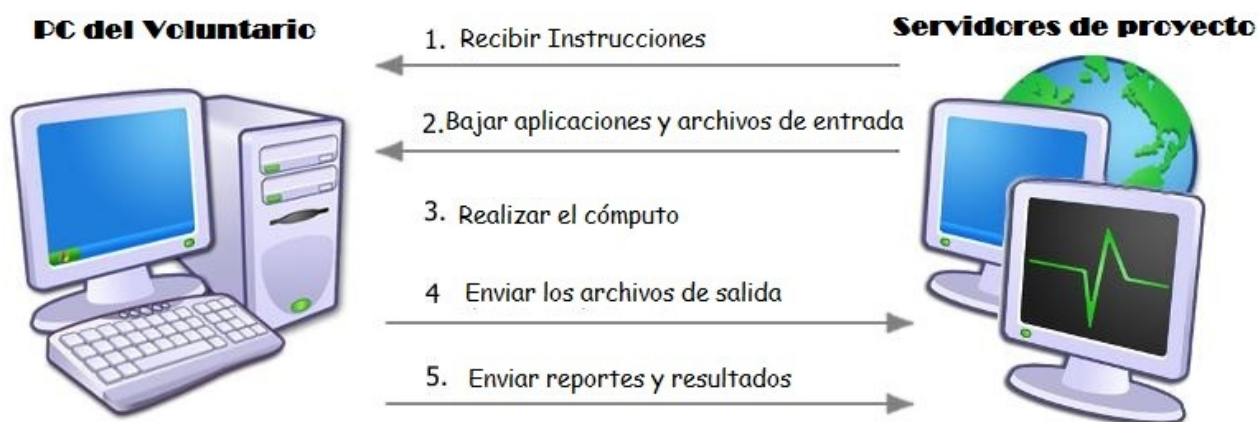 PC del Voluntario
Servidores de proyecto
1. Recibir Instrucciones
2. Bajar aplicaciones y archivos de entrada
3. Realizar el cómputo
4 Enviar los archivos de salida
5. Enviar reportes y resultados